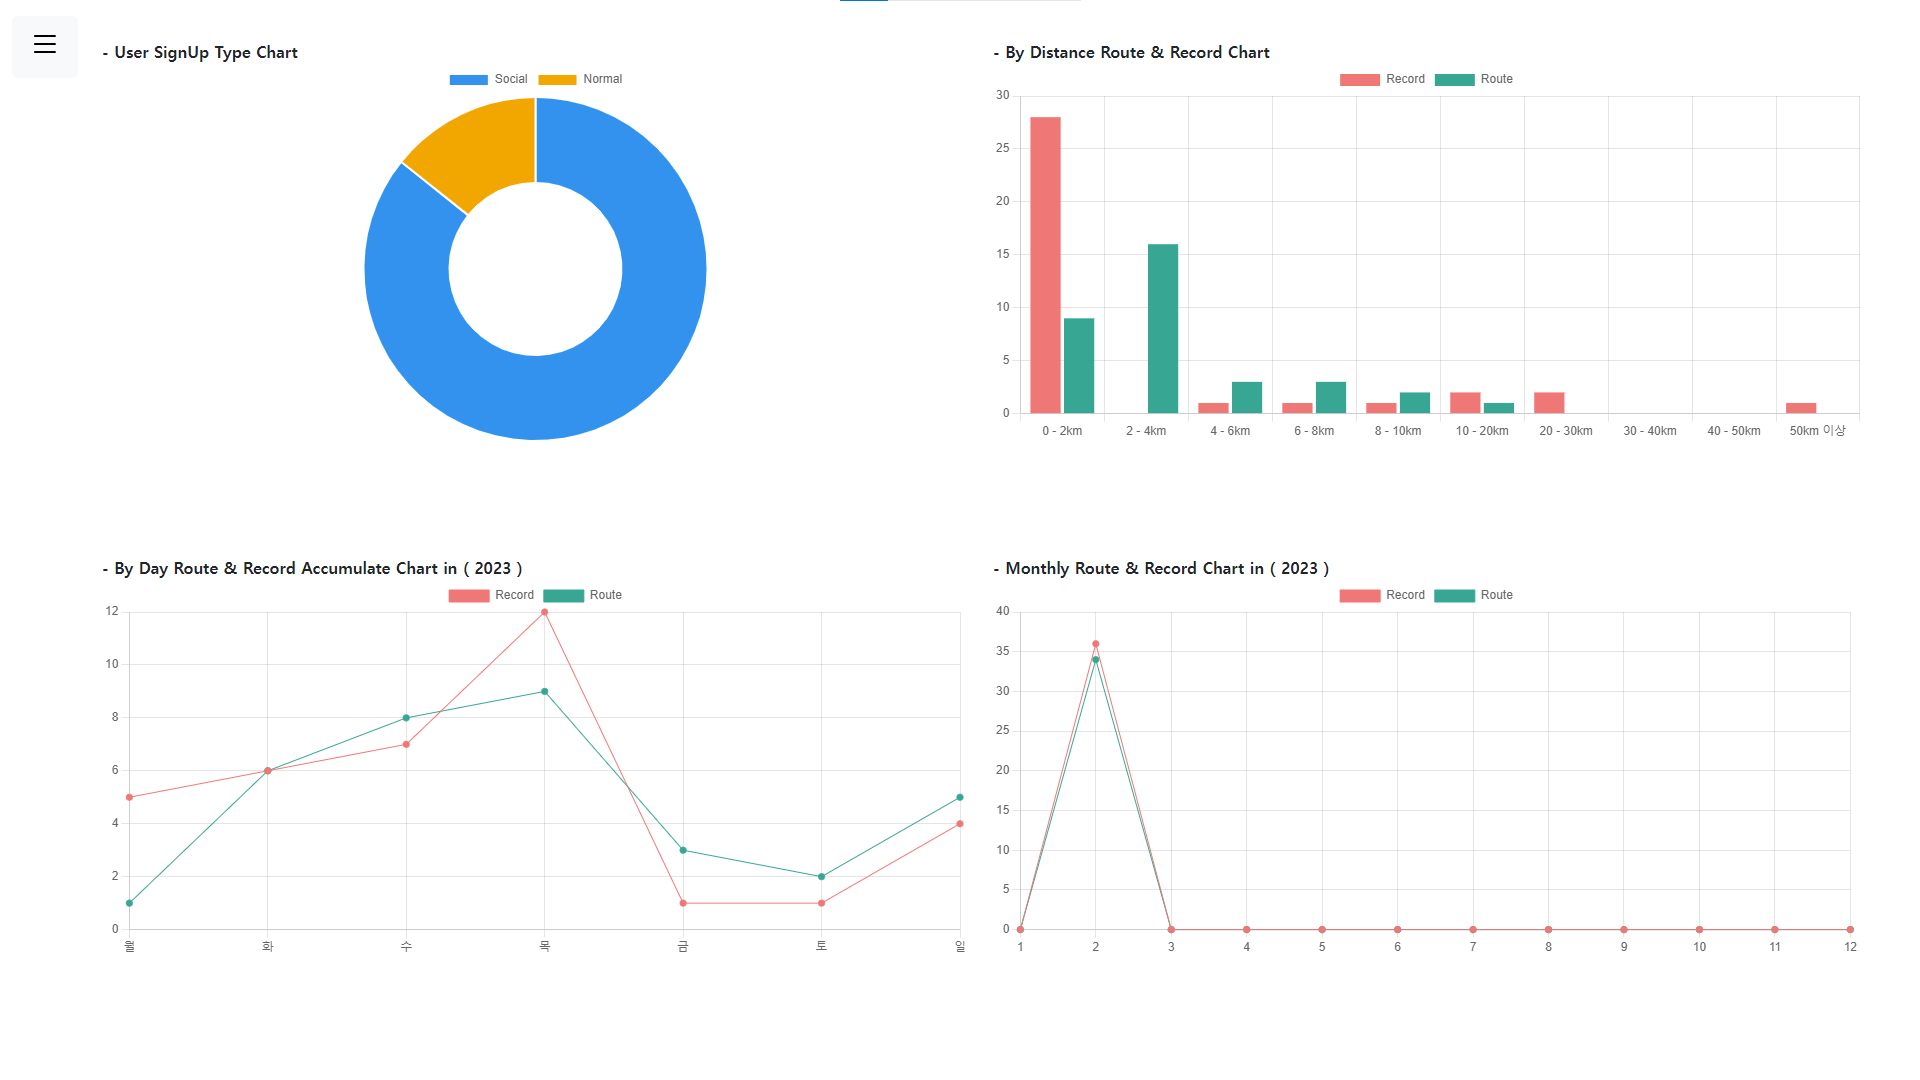 - User SignUp Type Chart
Social Normal
- By Distance Route & Record Chart
Record Route
30
25
20
15
10
5
0
0 - 2km 2 - 4km 4 - 6km 6 - 8km 8 - 10km 10 - 20km 20 - 30km 30 - 40km 40 - 50km 50km 이상
- By Day Route & Record Accumulate Chart in ( 2023 )
Record Route
12
10
8
6
4
2
0
월 화 수 목 금 토 일
- Monthly Route & Record Chart in ( 2023 )
Record Route
40
35
30
25
20
15
10
5
0
1 2 3 4 5 6 7 8 9 10 11 12